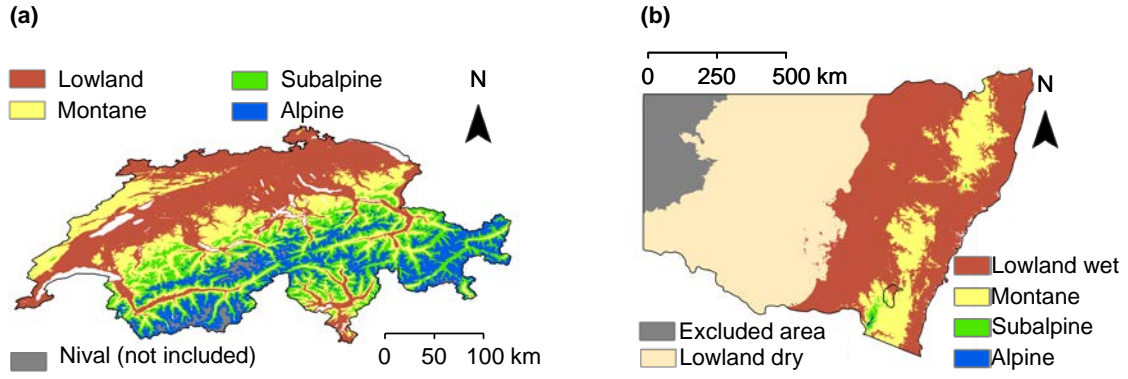 (a)
Lowland
Montane
Subalpine
Alpine
N
Nival (not included)
0 50 100 km
(b)
0 250 500 km
N
Excluded area
Lowland dry
Lowland wet
Montane
Subalpine
Alpine